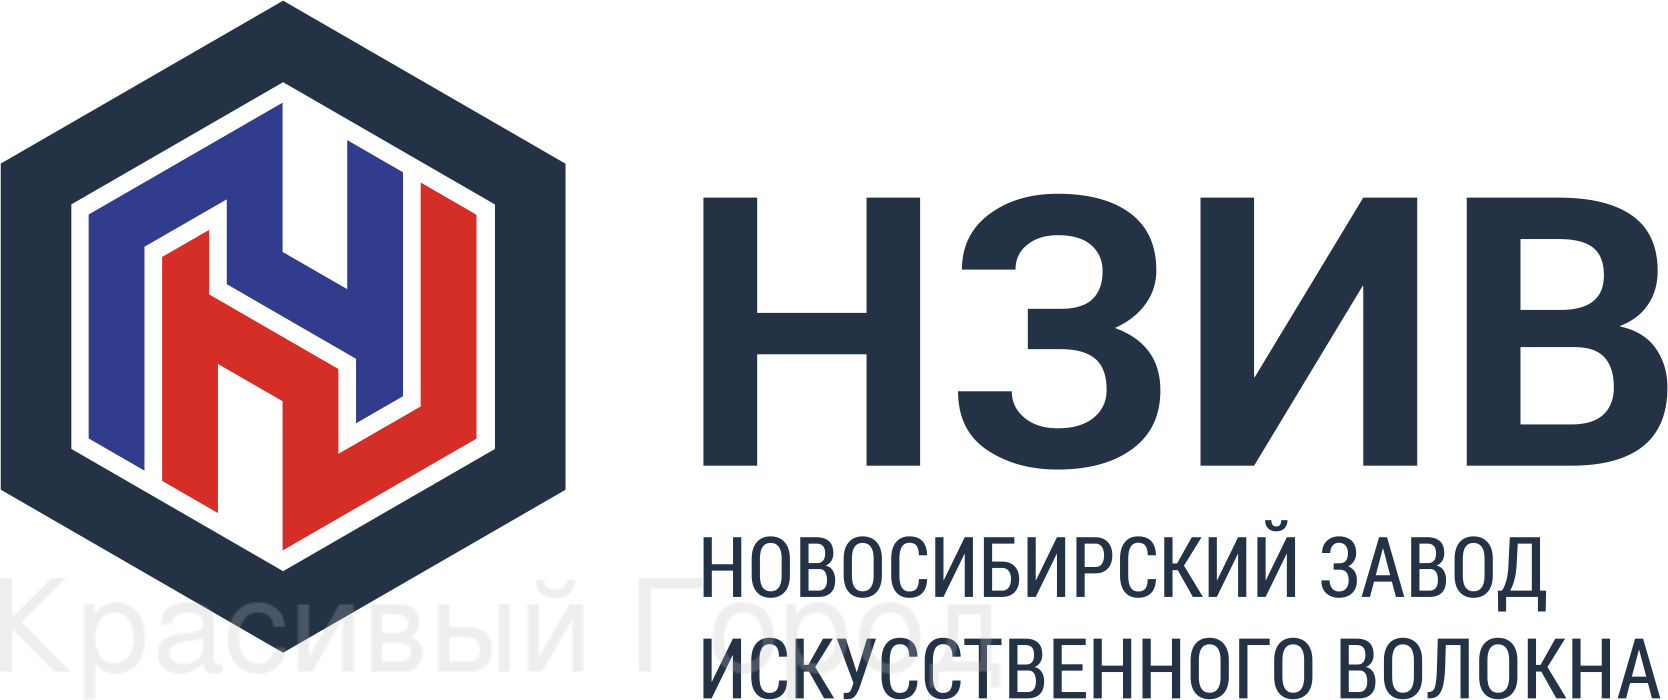 НЗИВ
НОВОСИБИРСКИЙ ЗАВОД
ИСКУССТВЕННОГО ВОЛОКНА
Красивый Город